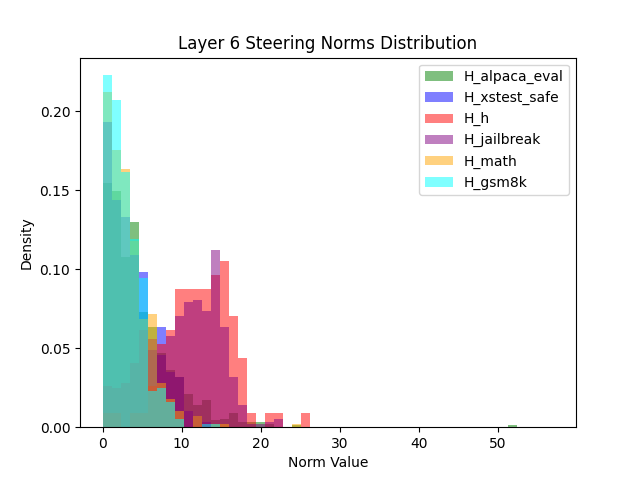 Layer 6 Steering Norms Distribution
H_alpaca_eval
H_xstest_safe
H_h
H_jailbreak
H_math
H_gsm8k
Density
0.20
0.15
0.10
0.05
0.00
0 10 20 30 40 50
Norm Value